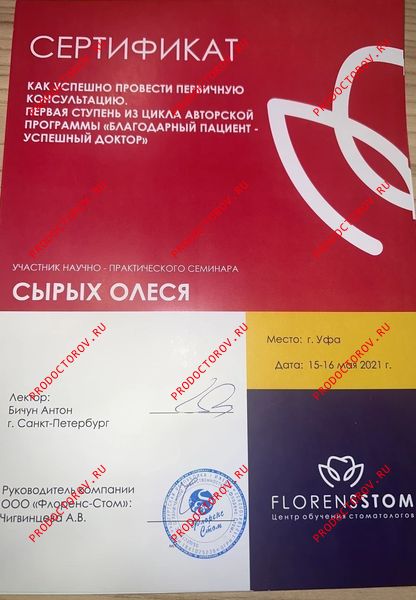 СЕРТИФИКАТ
КАК УСПЕШНО ПРОВЕСТИ ПЕРВИЧНУЮ
КОНСУЛЬТАЦИЮ.
ПЕРВАЯ СТУПЕНЬ ИЗ ЦИКЛА АВТОРСКОЙ
ПРОГРАММЫ «БЛАГОДАРНЫЙ ПАЦИЕНТ -
УСПЕШНЫЙ ДОКТОР»
УЧАСТНИК НАУЧНО - ПРАКТИЧЕСКОГО СЕМИНАРА
СЫРЫХ ОЛЕСЯ
Место: г. Уфа
Дата: 15-16 мая 2021 г.
Лектор:
Бичун Антон
г. Санкт-Петербург
Руководитель компании
ООО «Флоренс-Стом»:
Чигвинцева А.В.
Флоренс
Стом
FLORENSSTOM
Центр обучения стоматологов
PRODOCTOROV.RU